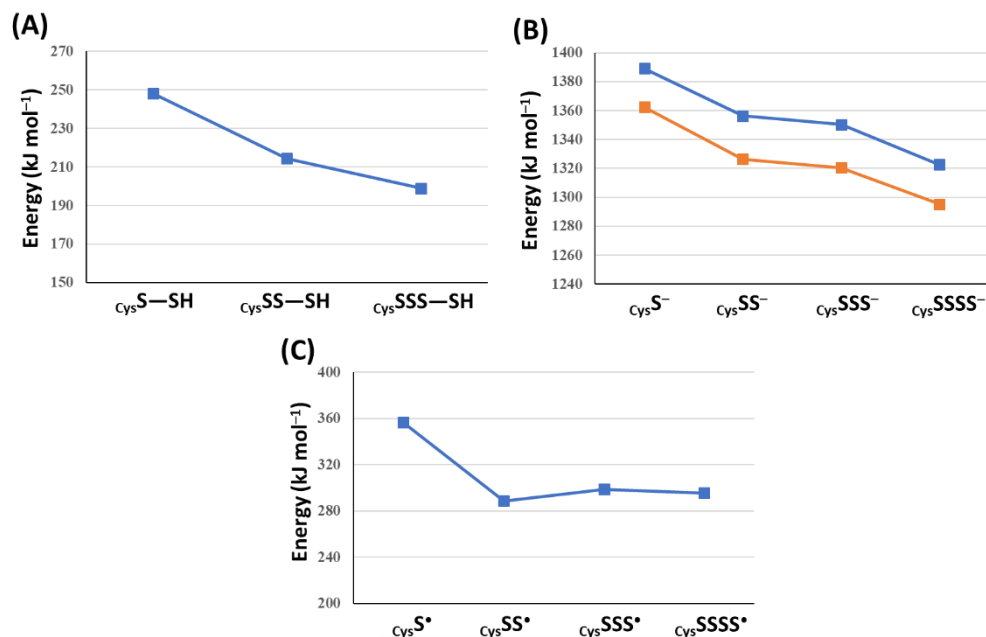 (A)
Energy (kJ mol⁻¹)
270
250
230
210
190
170
150
CysS—SH CysSS—SH CysSSS—SH
(B)
Energy (kJ mol⁻¹)
1400
1380
1360
1340
1320
1300
1280
1260
1240
CysS⁻ CysSS⁻ CysSSS⁻ CysSSSS⁻
(C)
Energy (kJ mol⁻¹)
400
360
320
280
240
200
CysS• CysSS• CysSSS• CysSSSS•